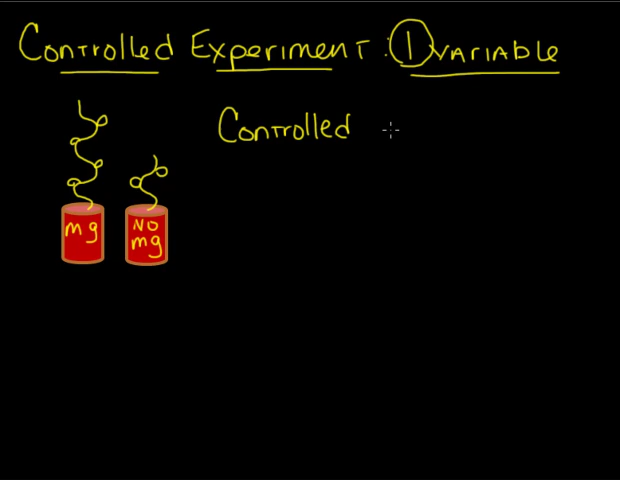 Controlled Experiment: 1 variable
Controlled
mg
NO
mg